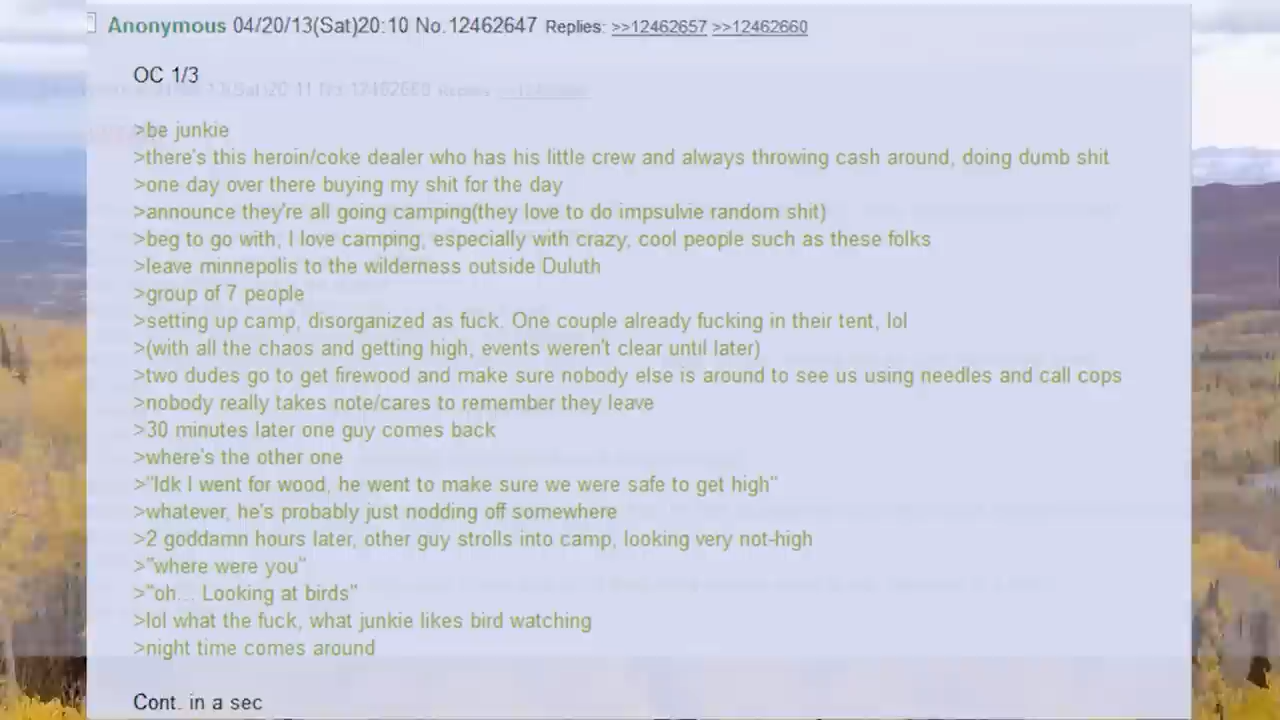 Anonymous 04/20/13(Sat)20:10 No.12462647 Replies: >>12462657 >>12462660
OC 1/3
>be junkie
>there's this heroin/coke dealer who has his little crew and always throwing cash around, doing dumb shit
>one day over there buying my shit for the day
>announce they're all going camping(they love to do impsulvie random shit)
>beg to go with, I love camping, especially with crazy, cool people such as these folks
>leave minnepolis to the wilderness outside Duluth
>group of 7 people
>setting up camp, disorganized as fuck. One couple already fucking in their tent, lol
>(with all the chaos and getting high, events weren't clear until later)
>two dudes go to get firewood and make sure nobody else is around to see us using needles and call cops
>nobody really takes note/cares to remember they leave
>30 minutes later one guy comes back
>where's the other one
>"Idk I went for wood, he went to make sure we were safe to get high"
>whatever, he's probably just nodding off somewhere
>2 goddamn hours later, other guy strolls into camp, looking very not-high
>"where were you"
>"oh... Looking at birds"
>lol what the fuck, what junkie likes bird watching
>night time comes around
Cont. in a sec